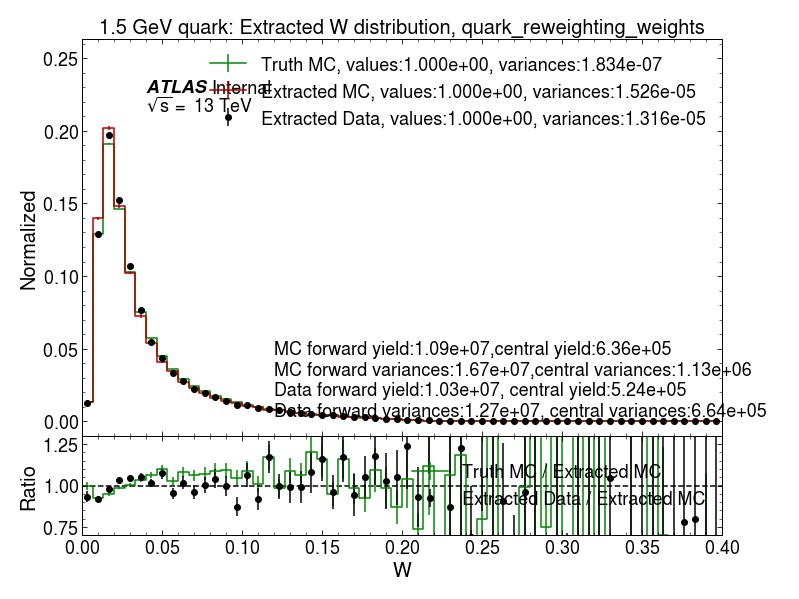 1.5 GeV quark: Extracted W distribution, quark_reweighting_weights
Truth MC, values:1.000e+00, variances:1.834e-07
ATLAS Internal
Extracted MC, values:1.000e+00, variances:1.526e-05
√s = 13 TeV
Extracted Data, values:1.000e+00, variances:1.316e-05
Normalized
0.25
0.20
0.15
0.10
0.05
0.00
MC forward yield:1.09e+07,central yield:6.36e+05
MC forward variances:1.67e+07,central variances:1.13e+06
Data forward yield:1.03e+07, central yield:5.24e+05
Data forward variances:1.27e+07, central variances:6.64e+05
Ratio
1.25
1.00
0.75
Truth MC / Extracted MC
Extracted Data / Extracted MC
0.00 0.05 0.10 0.15 0.20 0.25 0.30 0.35 0.40
W